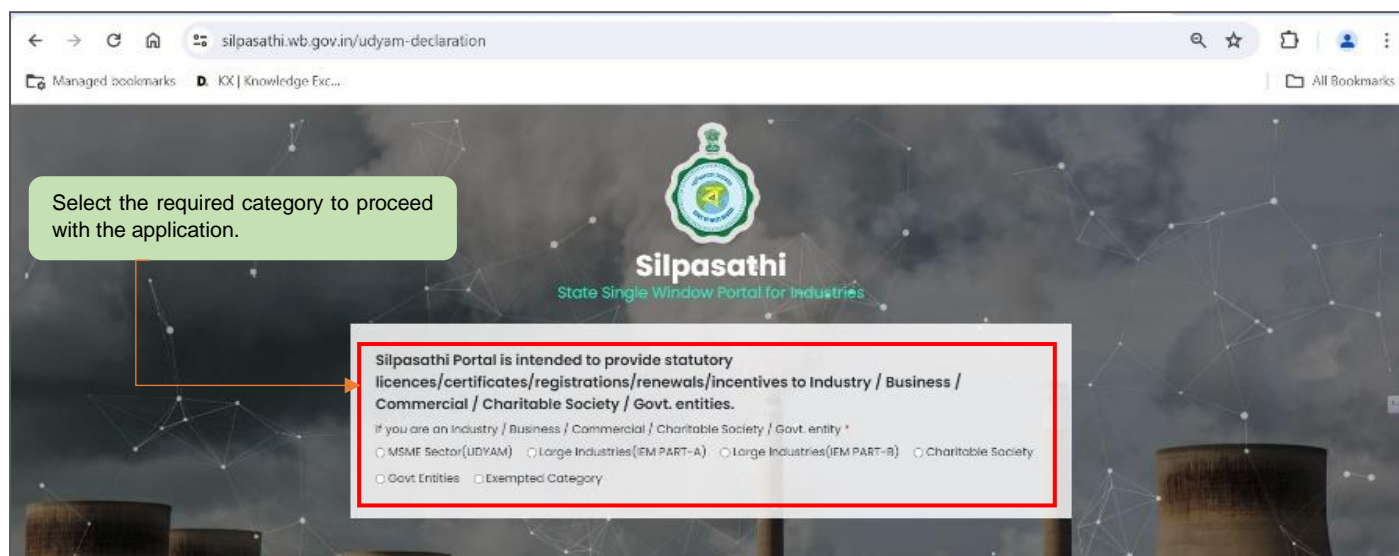 silpasathi.wb.gov.in/udyam-declaration
Managed bookmarks D. KX | Knowledge Exc... All Bookmarks
Select the required category to proceed
with the application.
Silpasathi
State Single Window Portal for Industries
Silpasathi Portal is intended to provide statutory
licences/certificates/registrations/renewals/incentives to Industry / Business /
Commercial / Charitable Society / Govt. entities.
If you are an Industry / Business / Commercial / Charitable Society / Govt. entity *
MSME Sector(UDYAM) Large Industries(IEM PART-A) Large Industries(IEM PART-B) Charitable Society
Govt Entities Exempted Category